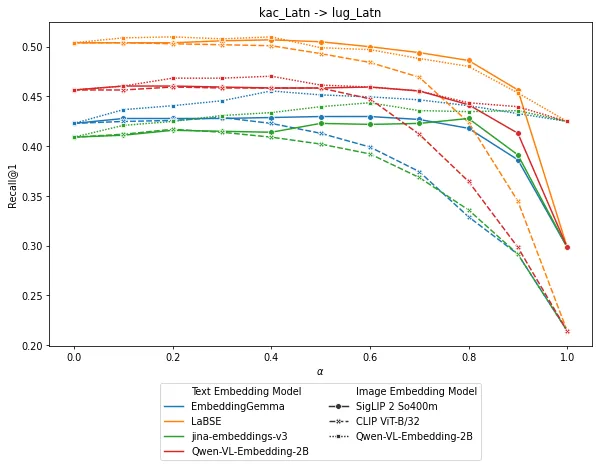 kac_Latn -> lug_Latn
0.50
0.45
0.40
0.35
0.30
0.25
0.20
Recall@1
0.0 0.2 0.4 0.6 0.8 1.0
α
Text Embedding Model Image Embedding Model
EmbeddingGemma SigLIP 2 So400m
LaBSE CLIP ViT-B/32
jina-embeddings-v3 Qwen-VL-Embedding-2B
Qwen-VL-Embedding-2B